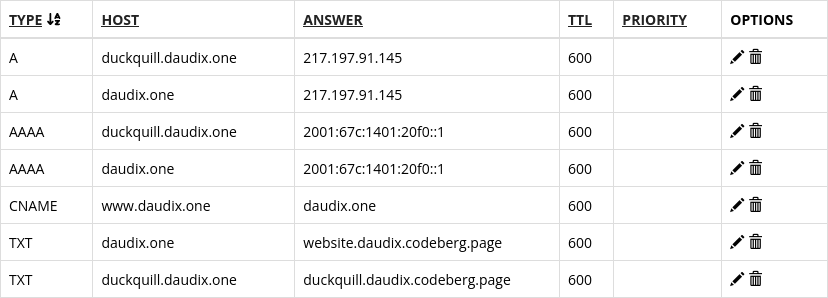 TYPE HOST ANSWER TTL PRIORITY OPTIONS
A duckquill.daudix.one 217.197.91.145 600
A daudix.one 217.197.91.145 600
AAAA duckquill.daudix.one 2001:67c:1401:20f0::1 600
AAAA daudix.one 2001:67c:1401:20f0::1 600
CNAME www.daudix.one daudix.one 600
TXT daudix.one website.daudix.codeberg.page 600
TXT duckquill.daudix.one duckquill.daudix.codeberg.page 600